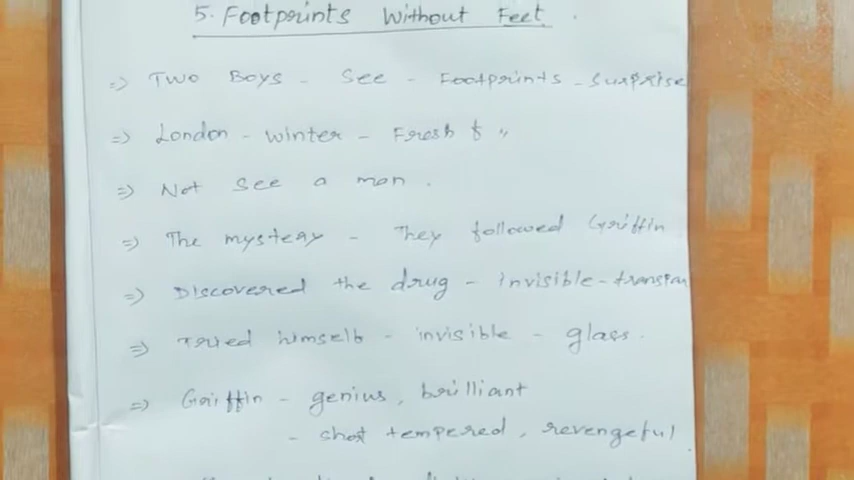 5. Footprints Without Feet
=> Two Boys - See - Footprints - Surprise
=> London - winter - Fresh f "
=> Not see a man.
=> The mystery - They followed Griffin
=> Discovered the drug - invisible - transpar
=> Tried himself - invisible - glass.
=> Griffin - genius, brilliant
- short tempered, revengeful